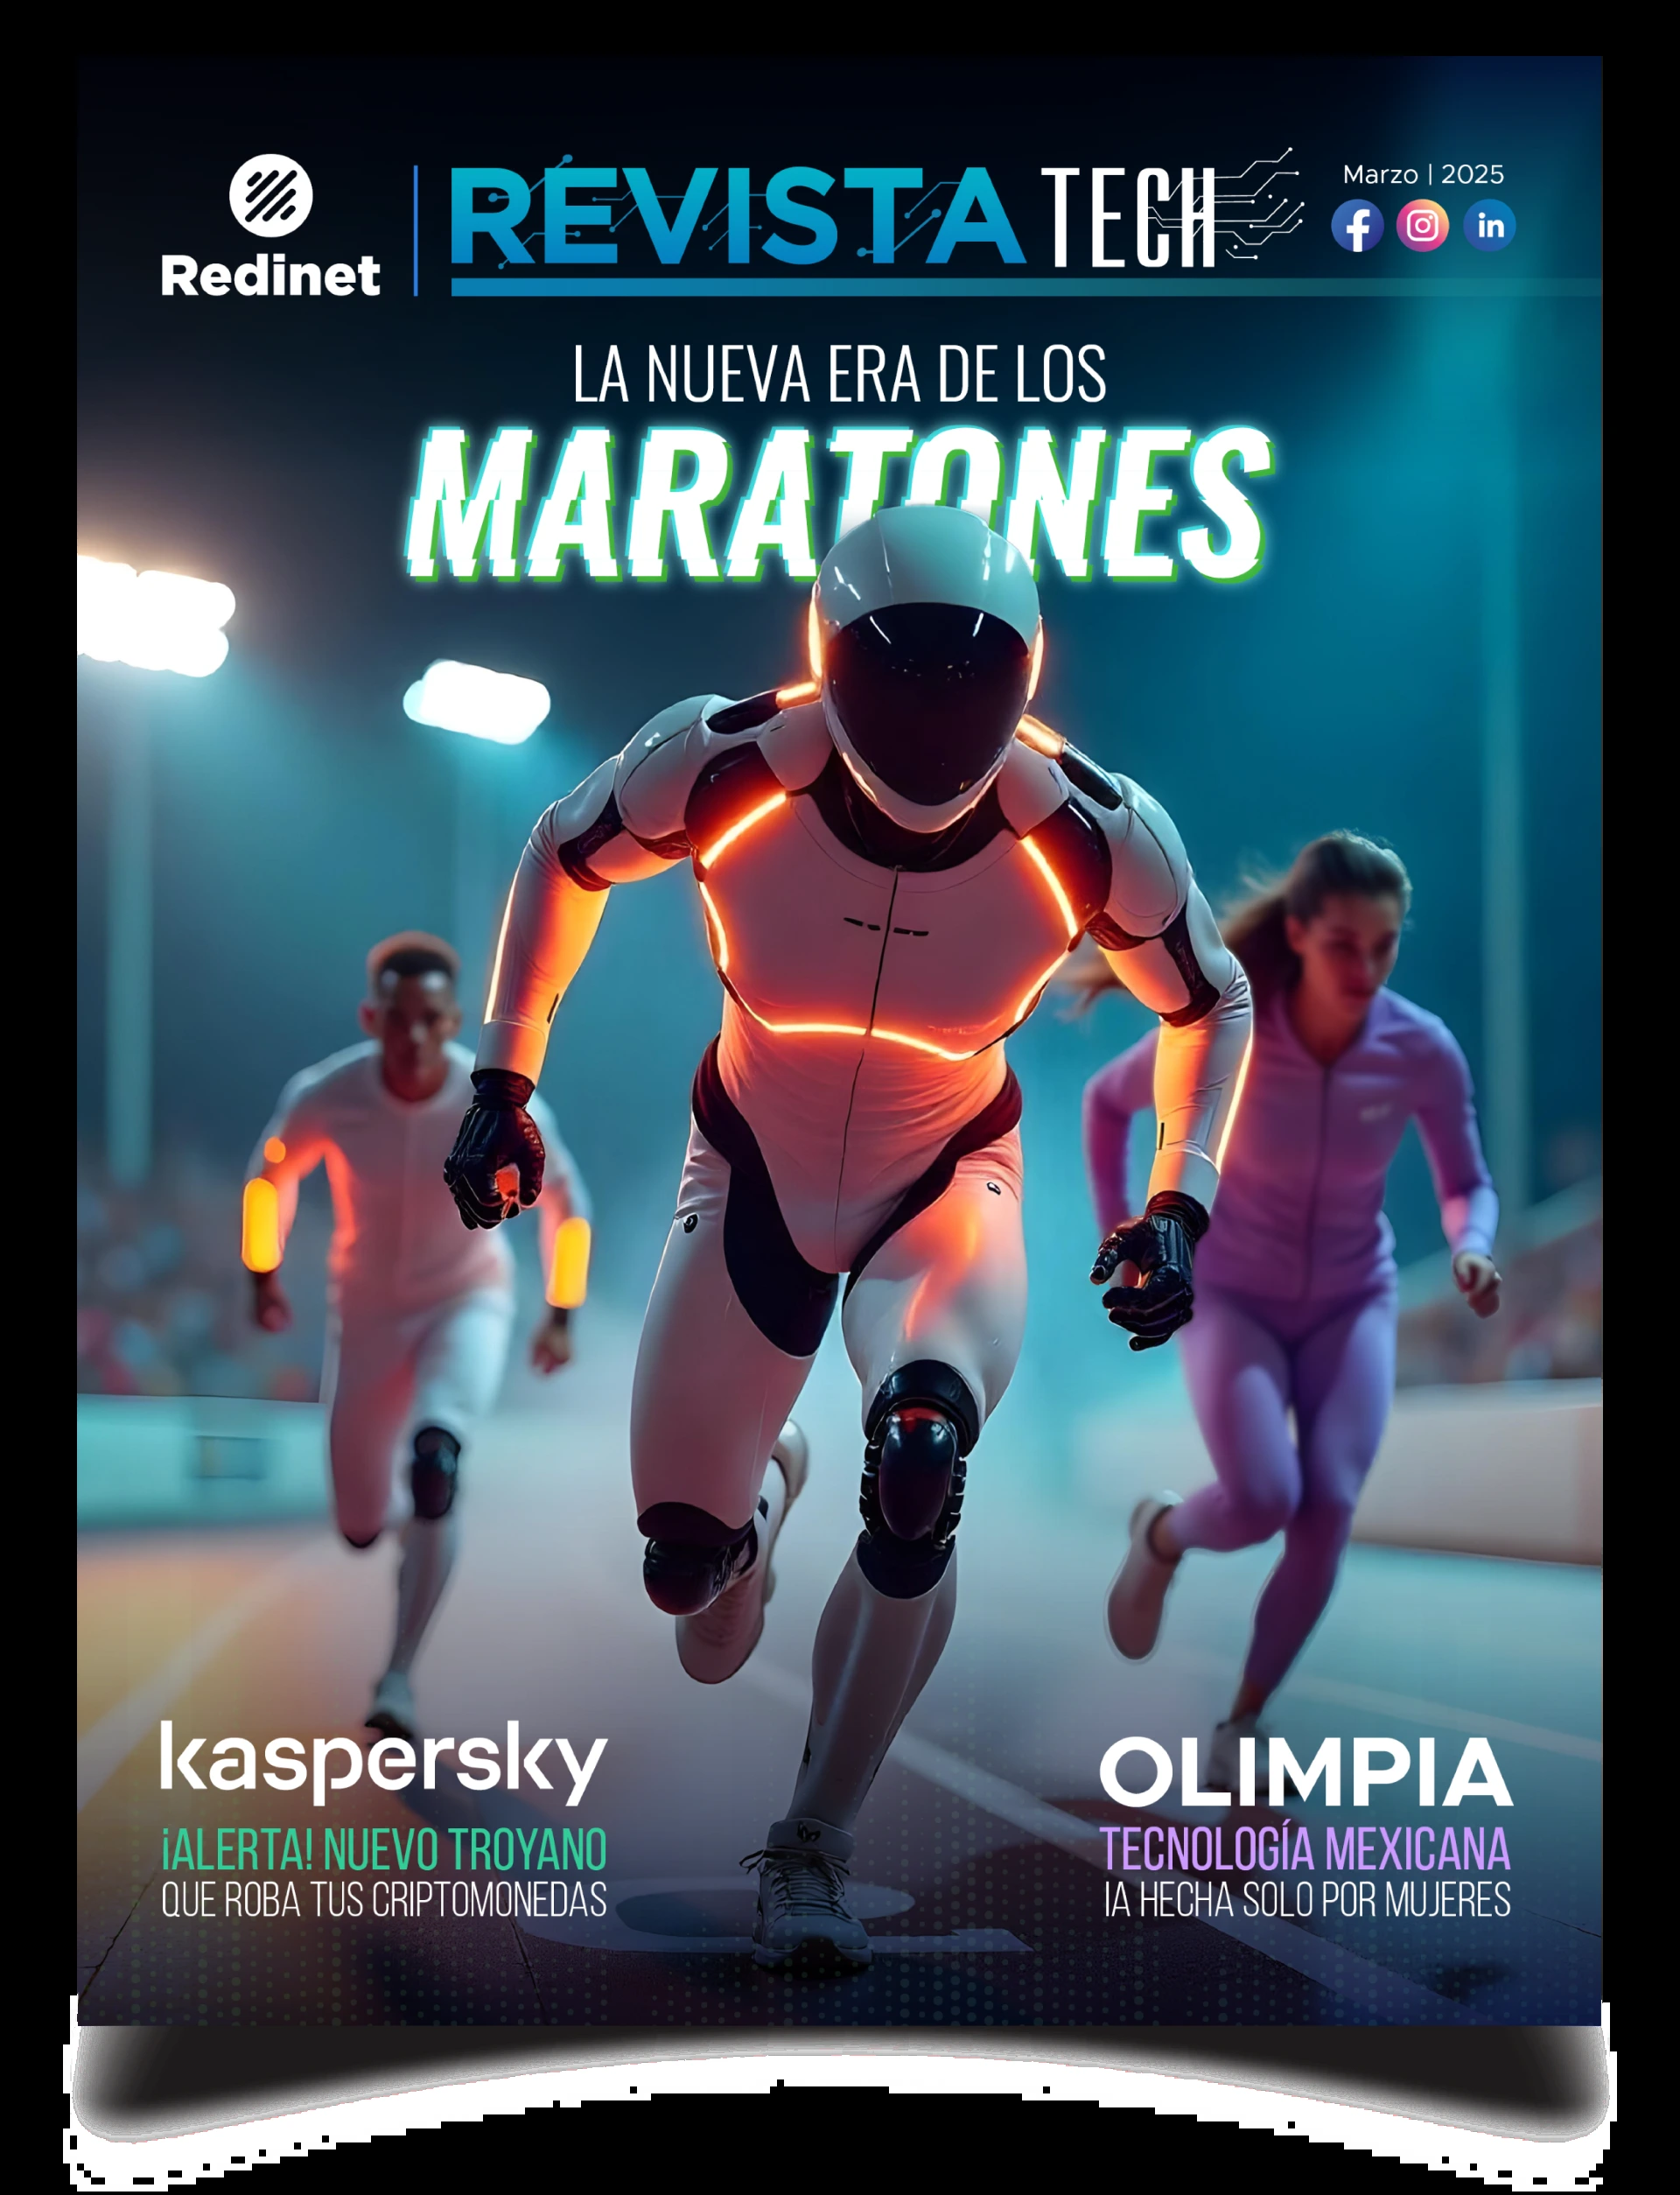 Redinet
REVISTA TECH
Marzo | 2025
LA NUEVA ERA DE LOS
MARATONES
kaspersky
¡ALERTA! NUEVO TROYANO
QUE ROBA TUS CRIPTOMONEDAS
OLIMPIA
TECNOLOGÍA MEXICANA
IA HECHA SOLO POR MUJERES